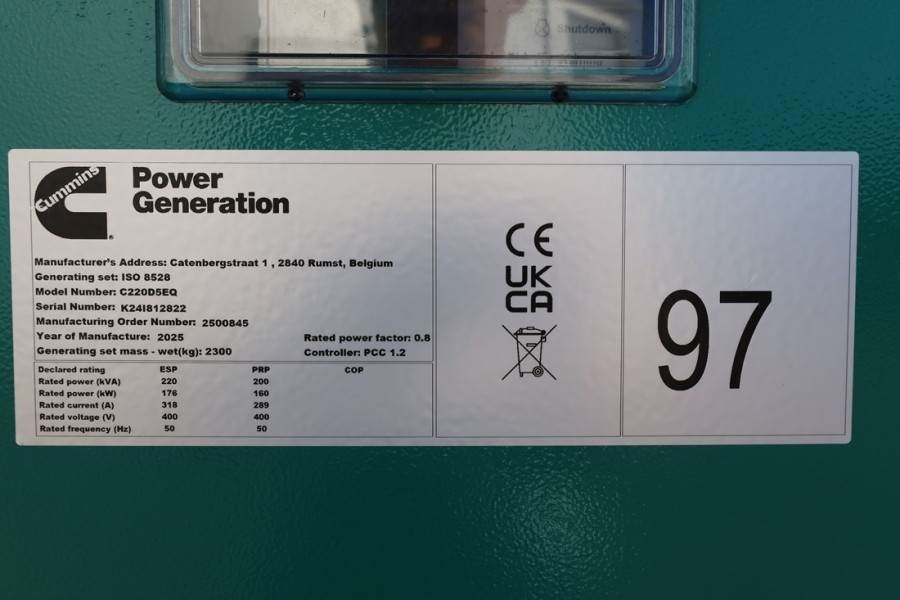 Shutdown
Warning
Cummins
Power
Generation
Manufacturer's Address: Catenbergstraat 1 , 2840 Rumst, Belgium
Generating set: ISO 8528
Model Number: C220D5EQ
Serial Number: K24I812822
Manufacturing Order Number: 2500845
Year of Manufacture: 2025 Rated power factor: 0.8
Generating set mass - wet(kg): 2300 Controller: PCC 1.2
Declared rating ESP PRP COP
Rated power (kVA) 220 200
Rated power (kW) 176 160
Rated current (A) 318 289
Rated voltage (V) 400 400
Rated frequency (Hz) 50 50
CE
UK
CA
97